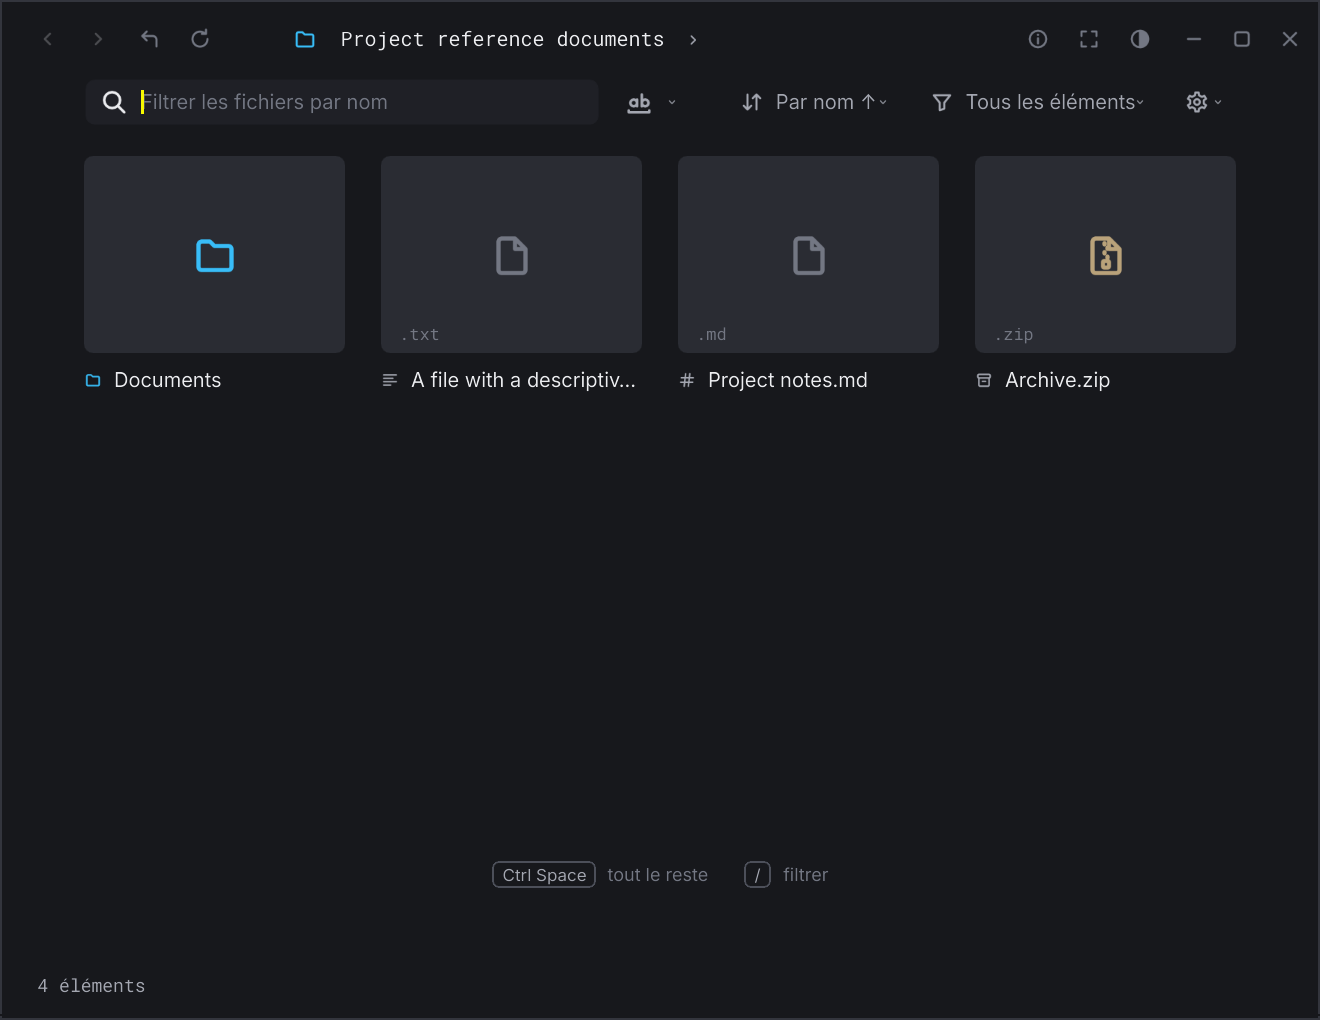 Project reference documents
Filtrer les fichiers par nom
ab
Par nom ↑
Tous les éléments
.txt
.md
.zip
Documents
A file with a descriptiv...
# Project notes.md
Archive.zip
Ctrl Space tout le reste
/ filtrer
4 éléments